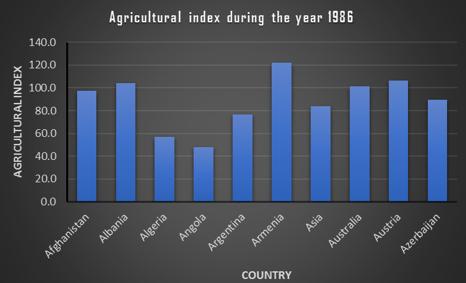 Agricultural index during the year 1986
AGRICULTURAL INDEX
140.0
120.0
100.0
80.0
60.0
40.0
20.0
0.0
Afghanistan
Albania
Algeria
Angola
Argentina
Armenia
Asia
Australia
Austria
Azerbaijan
COUNTRY